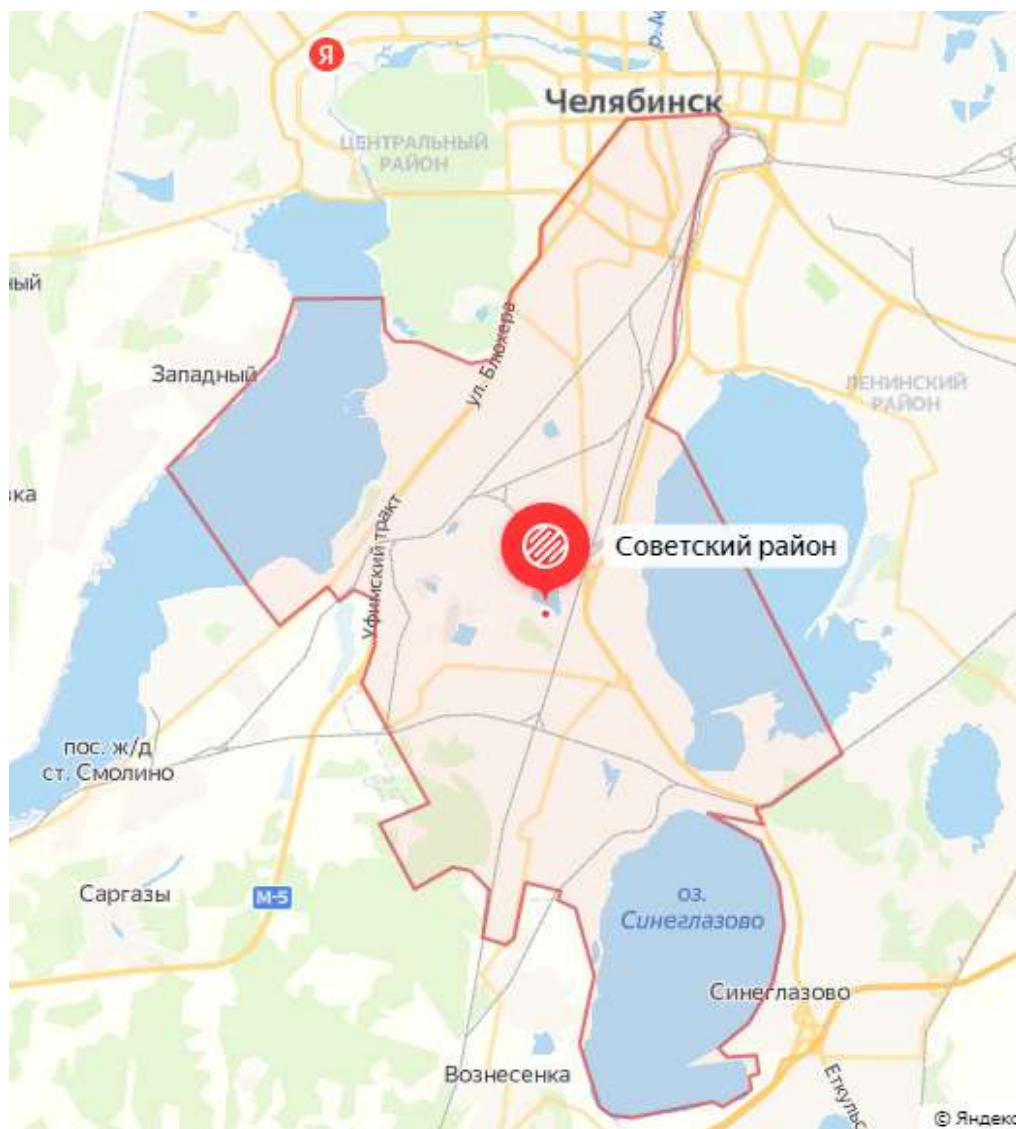 Я
р. М
Челябинск
ЦЕНТРАЛЬНЫЙ
РАЙОН
ный
ул. Блюхера
Западный
ЛЕНИНСКИЙ
РАЙОН
вка
Уфимский тракт
Советский район
пос. ж/д
ст. Смолино
Саргазы
М-5
оз.
Синеглазово
Синеглазово
Вознесенка
Еткульс
© Яндекс